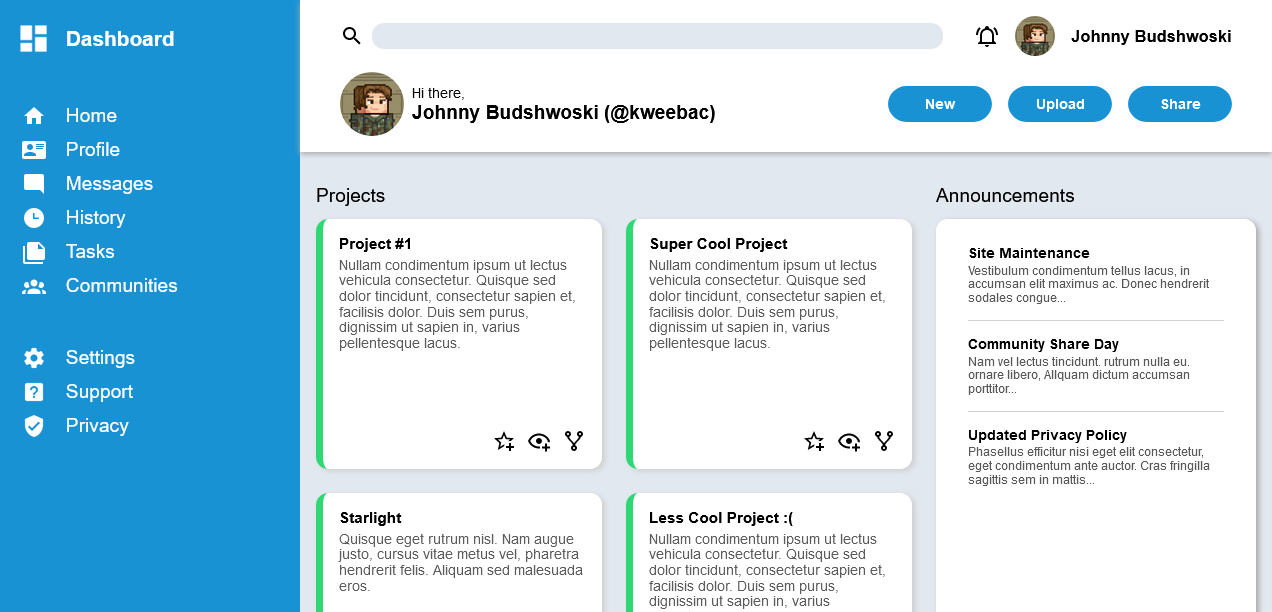 Dashboard
Home
Profile
Messages
History
Tasks
Communities
Settings
Support
Privacy
Johnny Budshwoski
Hi there,
Johnny Budshwoski (@kweebac)
New
Upload
Share
Projects
Project #1
Nullam condimentum ipsum ut lectus
vehicula consectetur. Quisque sed
dolor tincidunt, consectetur sapien et,
facilisis dolor. Duis sem purus,
dignissim ut sapien in, varius
pellentesque lacus.
Super Cool Project
Nullam condimentum ipsum ut lectus
vehicula consectetur. Quisque sed
dolor tincidunt, consectetur sapien et,
facilisis dolor. Duis sem purus,
dignissim ut sapien in, varius
pellentesque lacus.
Starlight
Quisque eget rutrum nisl. Nam augue
justo, cursus vitae metus vel, pharetra
hendrerit felis. Aliquam sed malesuada
eros.
Less Cool Project :(
Nullam condimentum ipsum ut lectus
vehicula consectetur. Quisque sed
dolor tincidunt, consectetur sapien et,
facilisis dolor. Duis sem purus,
dignissim ut sapien in, varius
Announcements
Site Maintenance
Vestibulum condimentum tellus lacus, in
accumsan elit maximus ac. Donec hendrerit
sodales congue...
Community Share Day
Nam vel lectus tincidunt. rutrum nulla eu.
ornare libero, Allquam dictum accumsan
porttitor...
Updated Privacy Policy
Phasellus efficitur nisi eget elit consectetur,
eget condimentum ante auctor. Cras fringilla
sagittis sem in mattis...